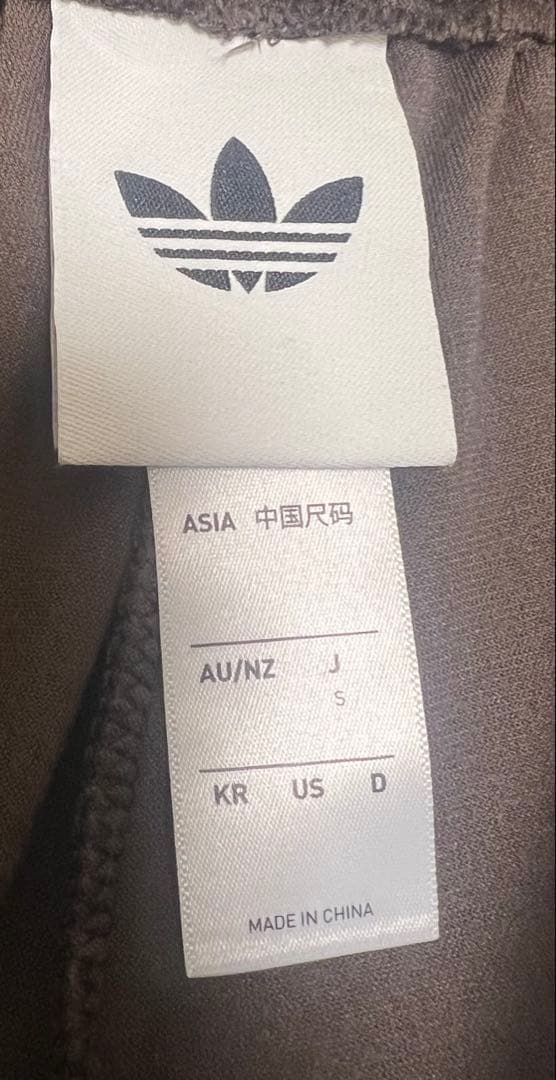 ASIA 中国尺码
AU/NZ J
S
KR US D
MADE IN CHINA